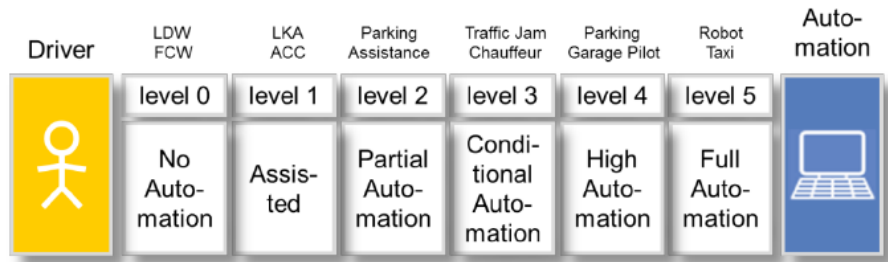 Driver
LDW
FCW
LKA
ACC
Parking
Assistance
Traffic Jam
Chauffeur
Parking
Garage Pilot
Robot
Taxi
Auto-
mation
level 0
level 1
level 2
level 3
level 4
level 5
No
Auto-
mation
Assis-
ted
Partial
Auto-
mation
Condi-
tional
Auto-
mation
High
Auto-
mation
Full
Auto-
mation